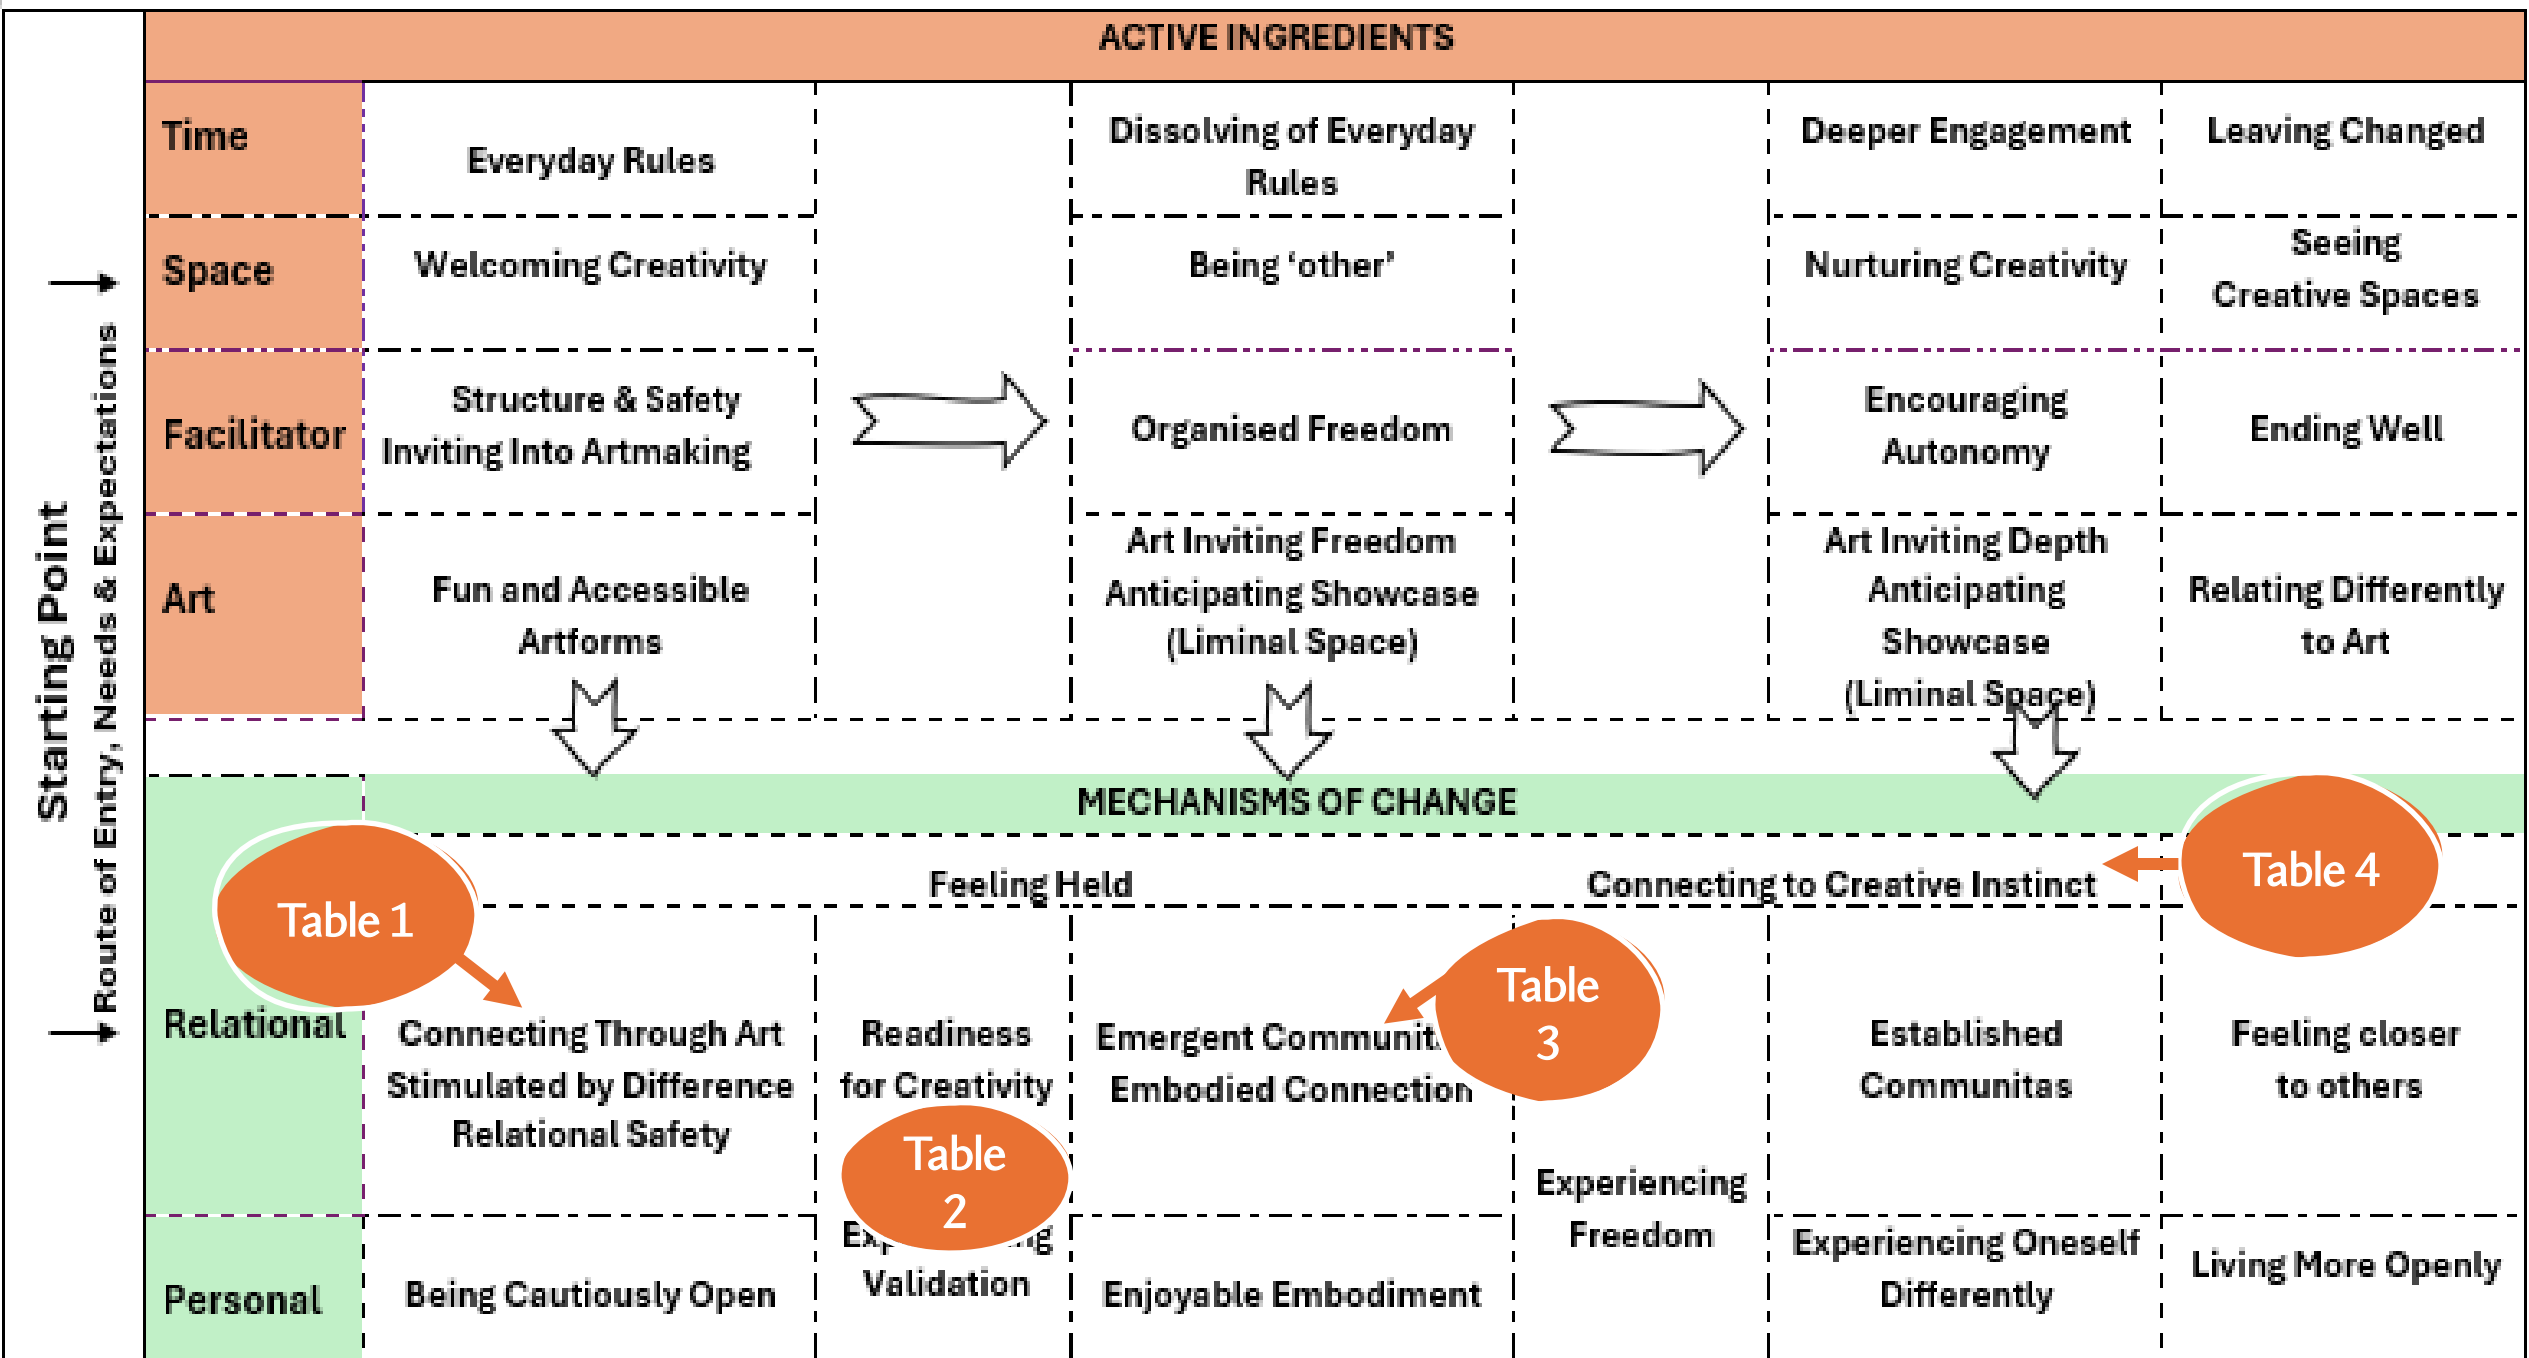 ACTIVE INGREDIENTS
Starting Point
Route of Entry, Needs & Expectations
Time
Everyday Rules
Dissolving of Everyday
Rules
Deeper Engagement
Leaving Changed
Space
Welcoming Creativity
Being ‘other’
Nurturing Creativity
Seeing
Creative Spaces
Facilitator
Structure & Safety
Inviting Into Artmaking
Organised Freedom
Encouraging
Autonomy
Ending Well
Art
Fun and Accessible
Artforms
Art Inviting Freedom
Anticipating Showcase
(Liminal Space)
Art Inviting Depth
Anticipating
Showcase
(Liminal Space)
Relating Differently
to Art
MECHANISMS OF CHANGE
Feeling Held
Connecting to Creative Instinct
Table 4
Table 1
Relational
Connecting Through Art
Stimulated by Difference
Relational Safety
Readiness
for Creativity
Table
2
Emergent
Embodied Connection
Table
3
Established
Communitas
Feeling closer
to others
Personal
Being Cautiously Open
Validation
Enjoyable Embodiment
Experiencing
Freedom
Experiencing Oneself
Differently
Living More Openly